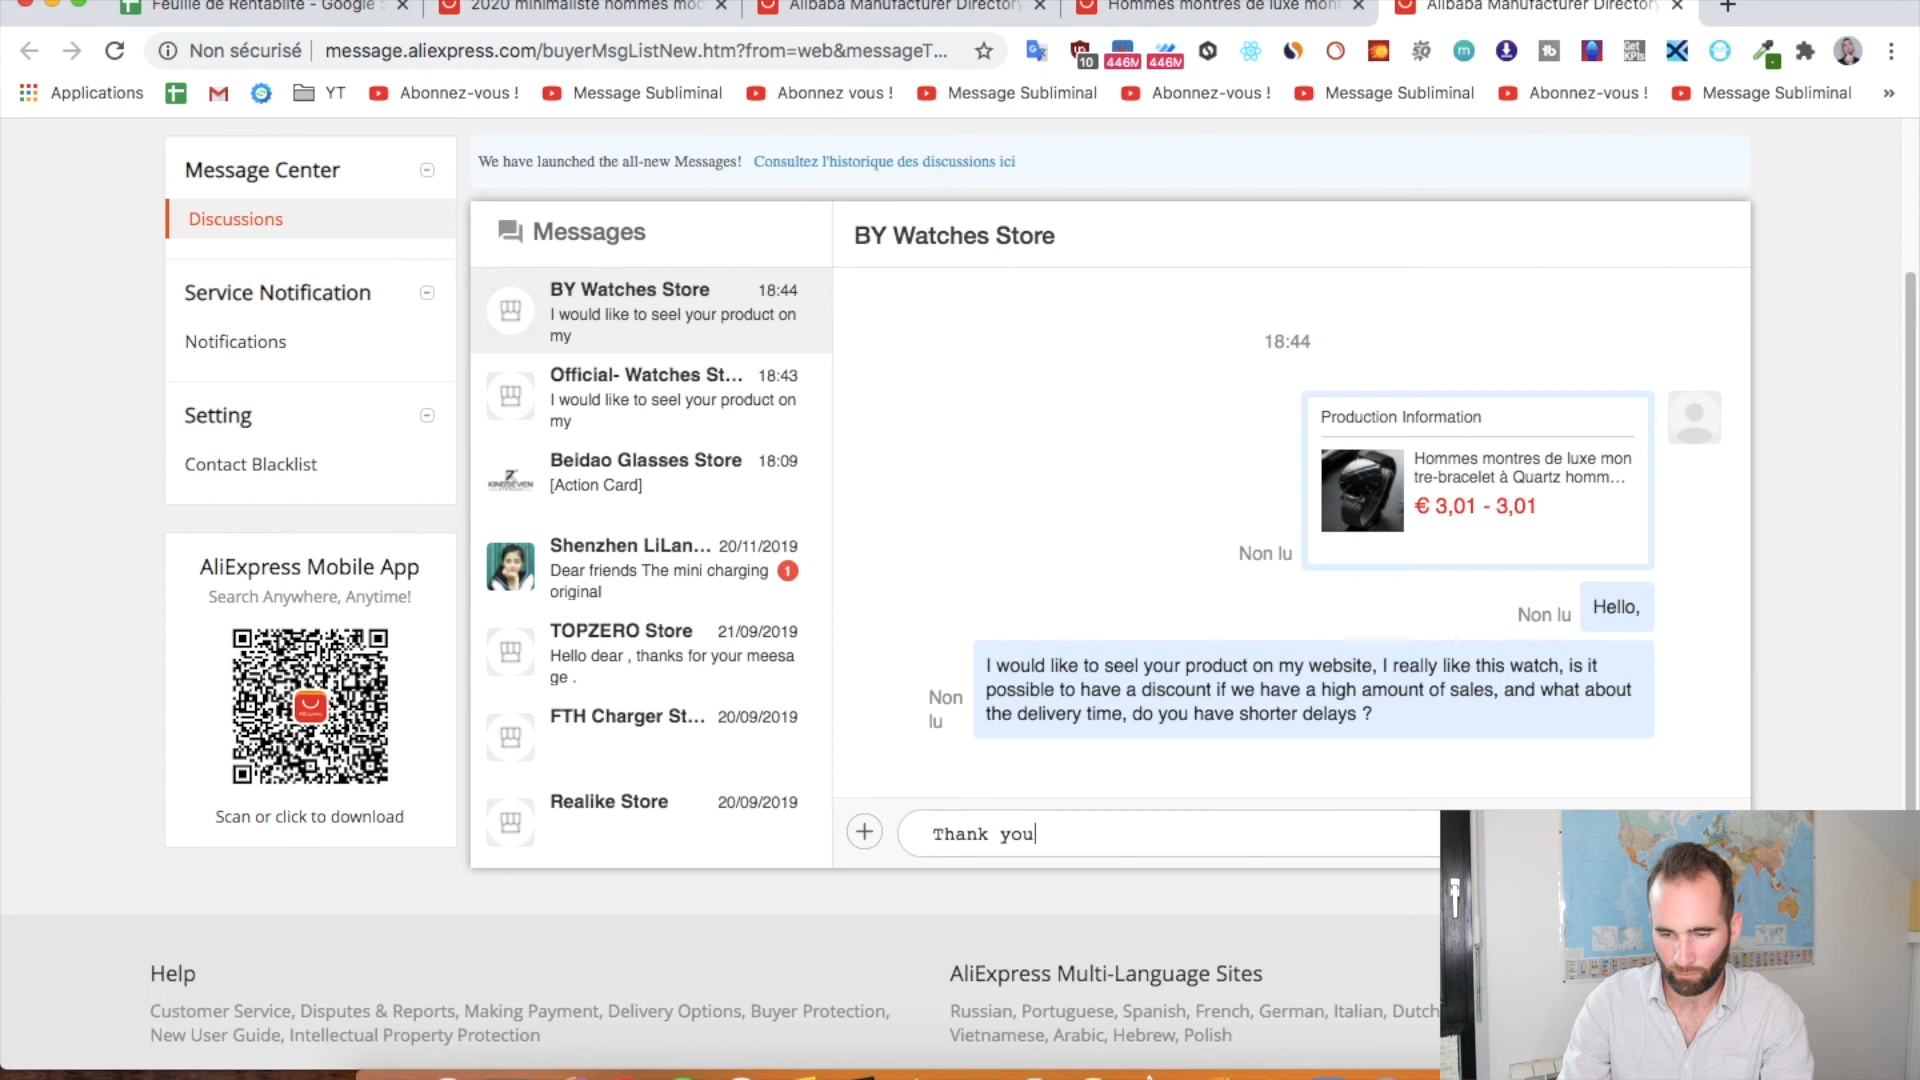 Feuille de Rentabilité - Google S
2020 minimaliste hommes mod
Alibaba Manufacturer Directory
Hommes montres de luxe mont
Alibaba Manufacturer Directory
Non sécurisé
message.aliexpress.com/buyerMsgListNew.htm?from=web&messageT...
10
446M
446M
Applications
YT
Abonnez-vous !
Message Subliminal
Abonnez vous !
Message Subliminal
Abonnez-vous !
Message Subliminal
Abonnez-vous !
Message Subliminal
»
Message Center
Discussions
Service Notification
Notifications
Setting
Contact Blacklist
AliExpress Mobile App
Search Anywhere, Anytime!
Scan or click to download
We have launched the all-new Messages! Consultez l'historique des discussions ici
Messages
BY Watches Store 18:44
I would like to seel your product on
my
Official- Watches St... 18:43
I would like to seel your product on
my
Beidao Glasses Store 18:09
[Action Card]
KINGSEVEN
Shenzhen LiLan... 20/11/2019
Dear friends The mini charging 1
original
TOPZERO Store 21/09/2019
Hello dear , thanks for your meesa
ge .
FTH Charger St... 20/09/2019
Realike Store 20/09/2019
BY Watches Store
18:44
Production Information
Hommes montres de luxe mon
tre-bracelet à Quartz homm...
€ 3,01 - 3,01
Non lu
Hello,
Non lu
I would like to seel your product on my website, I really like this watch, is it
possible to have a discount if we have a high amount of sales, and what about
the delivery time, do you have shorter delays ?
Non
lu
Thank you
Help
Customer Service, Disputes & Reports, Making Payment, Delivery Options, Buyer Protection,
New User Guide, Intellectual Property Protection
AliExpress Multi-Language Sites
Russian, Portuguese, Spanish, French, German, Italian, Dutch
Vietnamese, Arabic, Hebrew, Polish